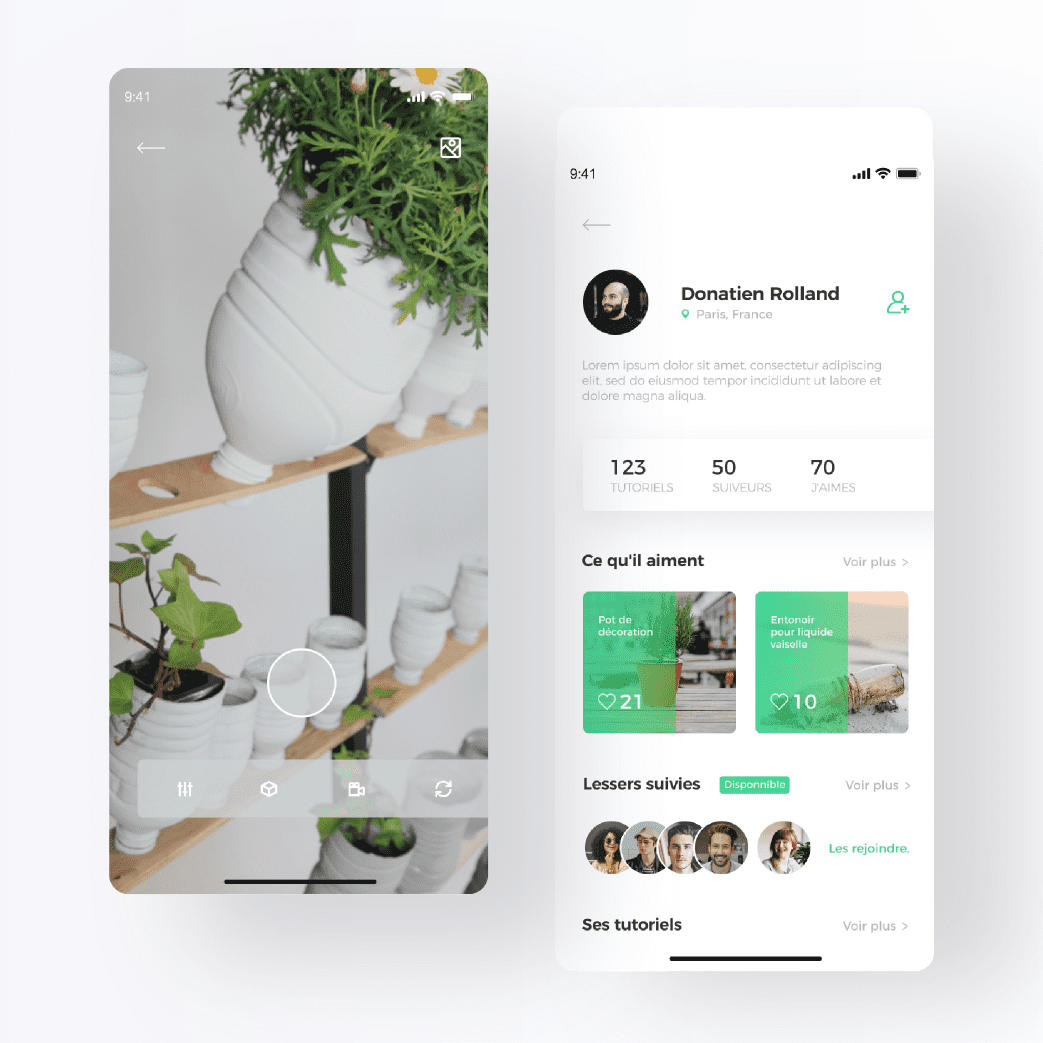 9:41
9:41
Donatien Rolland
Paris, France
Lorem ipsum dolor sit amet, consectetur adipiscing
elit, sed do eiusmod tempor incididunt ut labore et
dolore magna aliqua.
123 50 70
TUTORIELS SUIVEURS J'AIMES
Ce qu'il aiment Voir plus >
Pot de
décoration
21
Entonair
pour liquide
vaiselle
10
Lessers suivies Disponnible Voir plus >
Les rejoindre.
Ses tutoriels Voir plus >